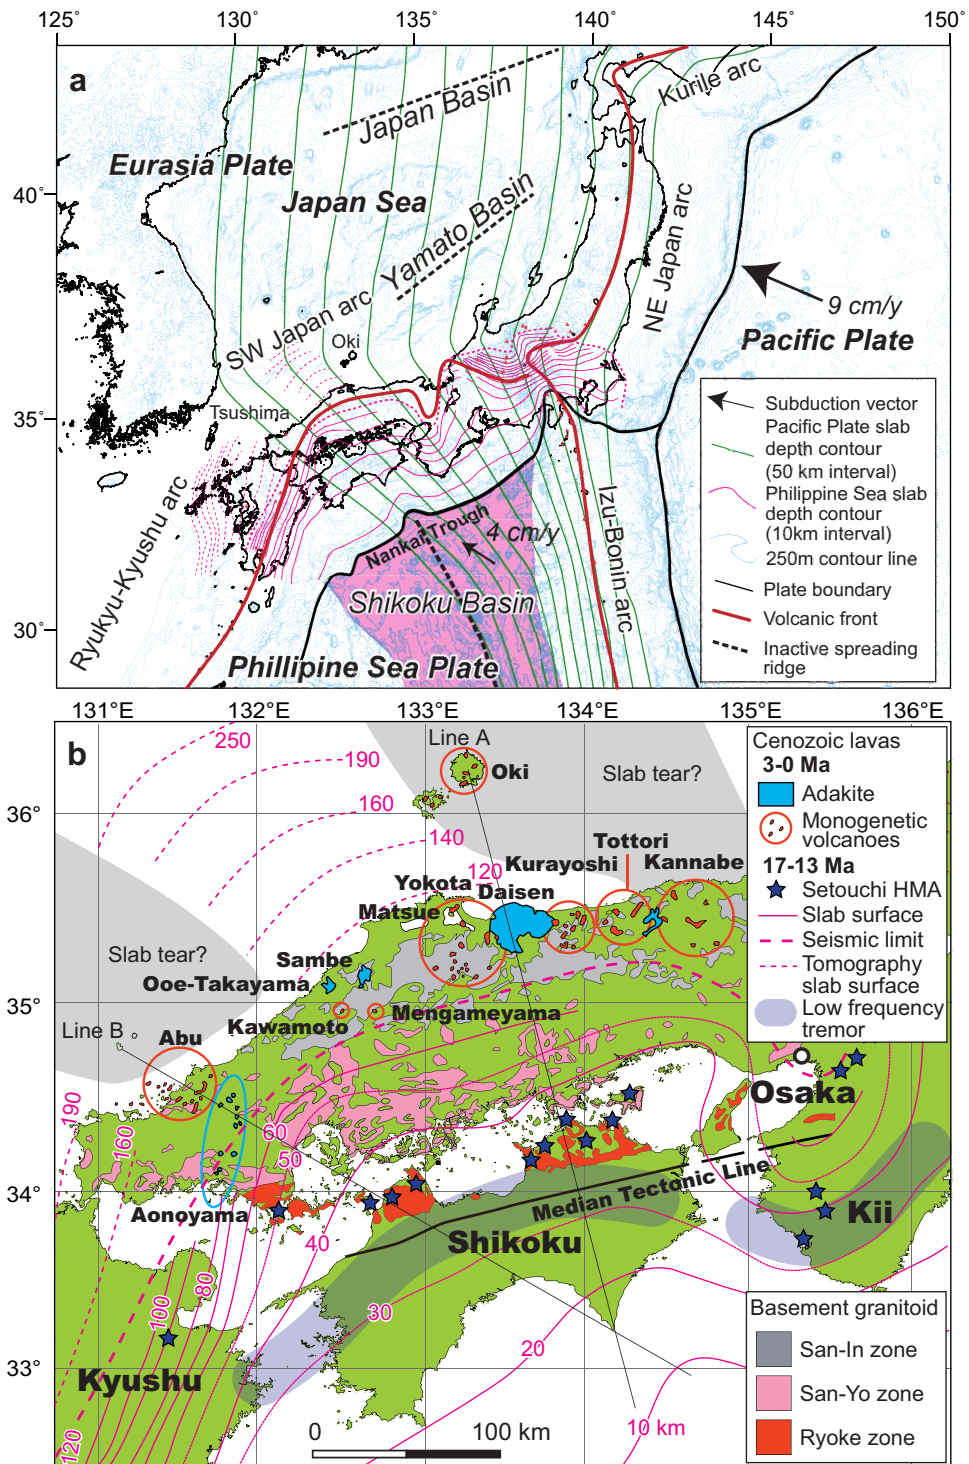 125°
130°
135°
140°
145°
150°
a
Japan Basin
Kurile arc
Eurasia Plate
40°
Japan Sea
Yamato Basin
NE Japan arc
9 cm/y
SW Japan arc
Oki
Pacific Plate
Tsushima
35°
Subduction vector
Pacific Plate slab
depth contour
(50 km interval)
Philippine Sea slab
depth contour
(10km interval)
250m contour line
Plate boundary
Volcanic front
Inactive spreading
ridge
Ryukyu-Kyushu arc
Nankai Trough
4 cm/y
Izu-Bonin arc
Shikoku Basin
30°
Phillipine Sea Plate
131°E
132°E
133°E
134°E
135°E
136°E
b
250
190
160
140
120
Line A
Oki
Slab tear?
Cenozoic lavas
3-0 Ma
Adakite
Monogenetic
volcanoes
17-13 Ma
Setouchi HMA
Slab surface
Seismic limit
Tomography
slab surface
Low frequency
tremor
36°
Tottori
Kurayoshi
Kannabe
Yokota
Daisen
Matsue
Slab tear?
Sambe
Ooe-Takayama
35°
Kawamoto
Mengameyama
Line B
Abu
Osaka
190
160
60
50
34°
Aonoyama
Median Tectonic Line
Kii
Shikoku
40
80
100
30
20
33°
Kyushu
120
10 km
0
100 km
Basement granitoid
San-In zone
San-Yo zone
Ryoke zone